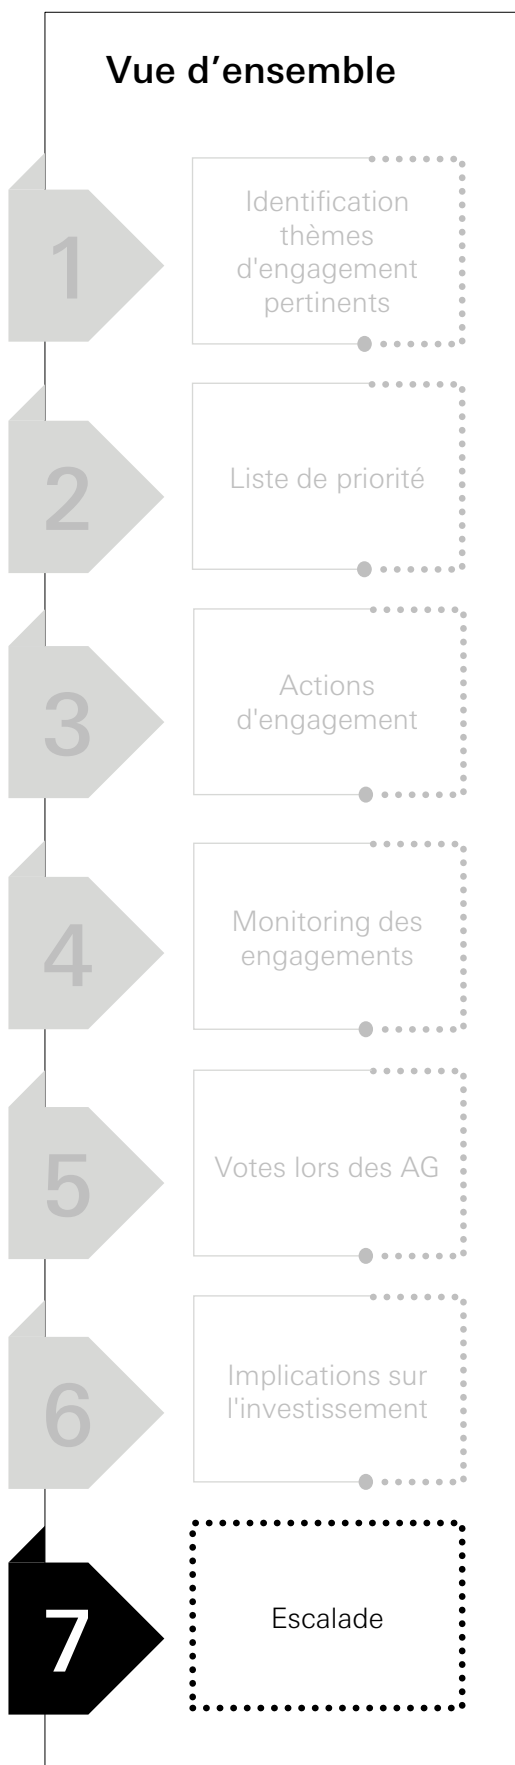 Vue d’ensemble
1
Identification
thèmes
d'engagement
pertinents
2
Liste de priorité
3
Actions
d'engagement
4
Monitoring des
engagements
5
Votes lors des AG
6
Implications sur
l'investissement
7
Escalade